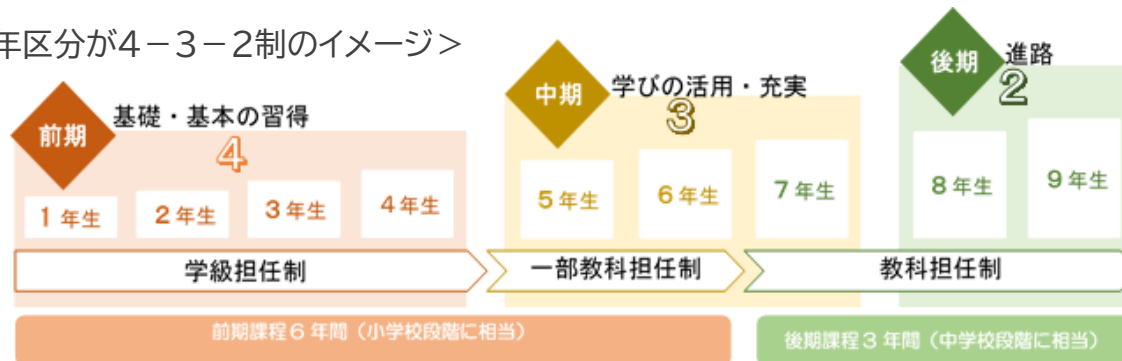 年区分が4－3－2制のイメージ＞
前期
基礎・基本の習得
4
1年生
2年生
3年生
4年生
中期
学びの活用・充実
3
5年生
6年生
7年生
後期
進路
2
8年生
9年生
学級担任制
一部教科担任制
教科担任制
前期課程6年間（小学校段階に相当）
後期課程3年間（中学校段階に相当）